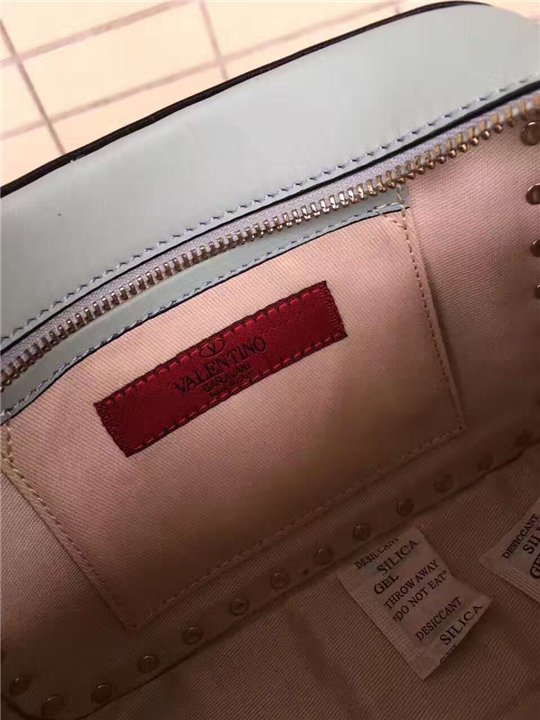 VALENTINO
GARAVANI
DESICCANT
SILICA
GEL
"THROW AWAY
"DO NOT EAT"
DESICCANT
SILICA
GEL
DESICCANT
SILICA